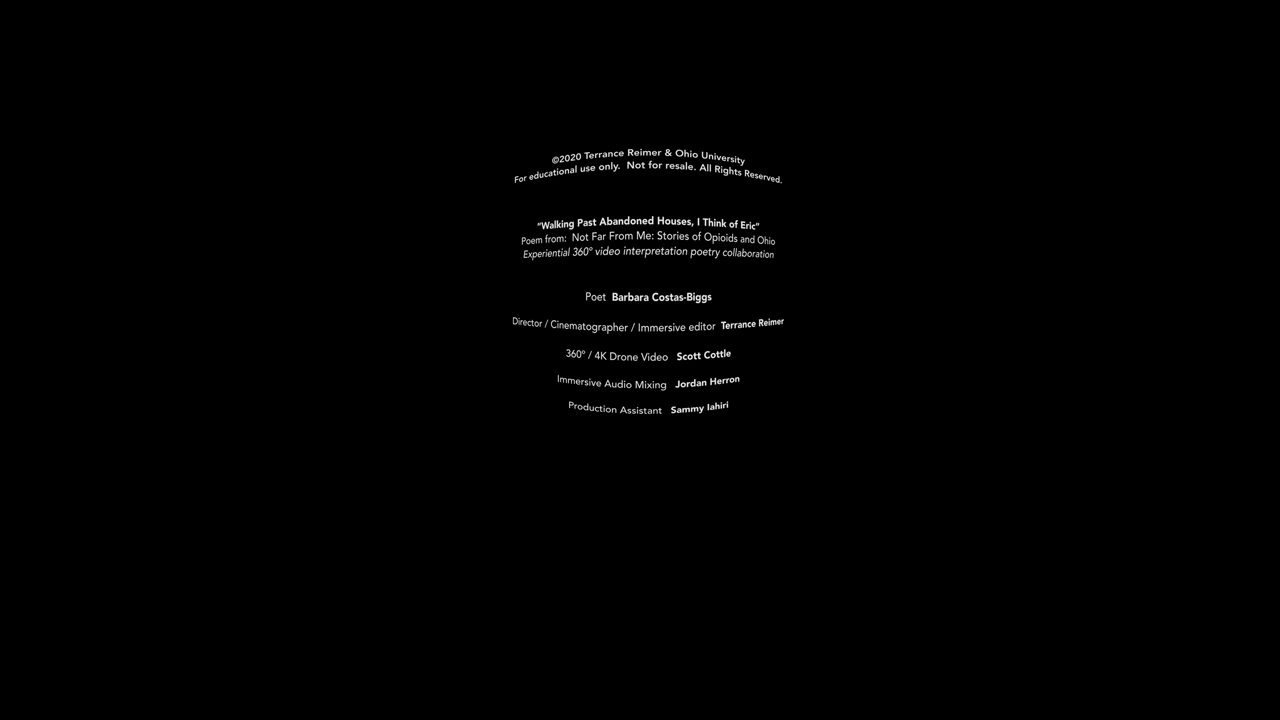 ©2020 Terrance Reimer & Ohio University
For educational use only.  Not for resale. All Rights Reserved.
"Walking Past Abandoned Houses, I Think of Eric"
Poem from:  Not Far From Me: Stories of Opioids and Ohio
Experiential 360º video interpretation poetry collaboration
Poet  Barbara Costas-Biggs
Director / Cinematographer / Immersive editor  Terrance Reimer
360º / 4K Drone Video   Scott Cottle
Immersive Audio Mixing   Jordan Herron
Production Assistant   Sammy Iahiri